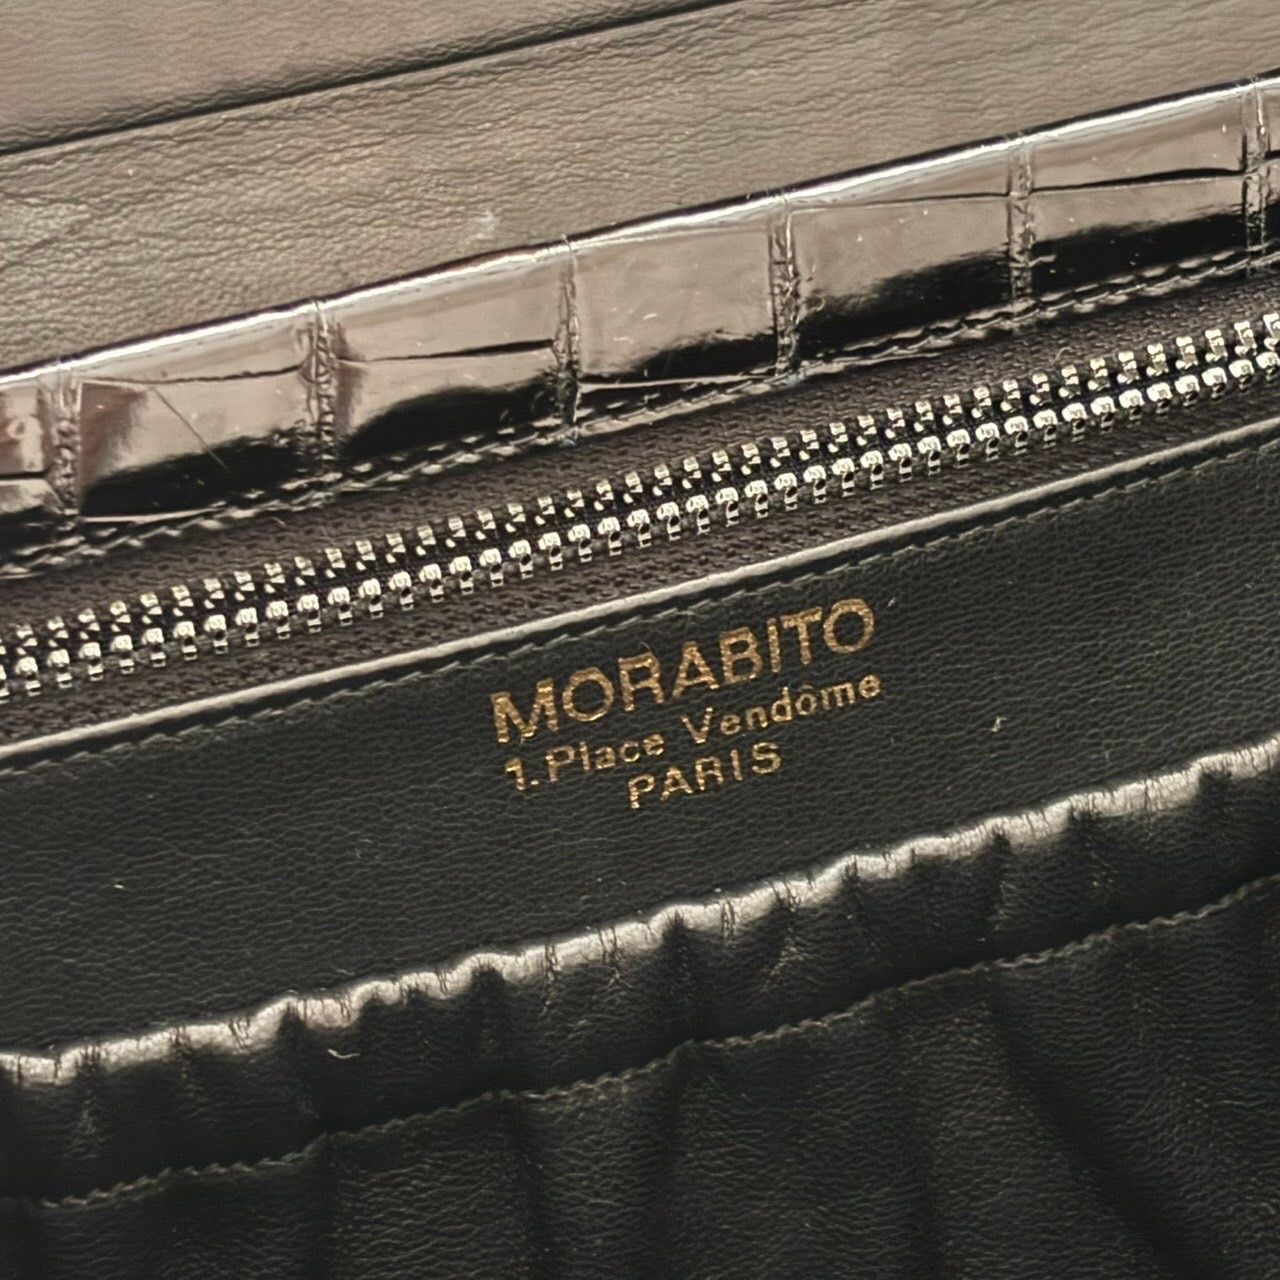 MORABITO
1. Place Vendôme
PARIS